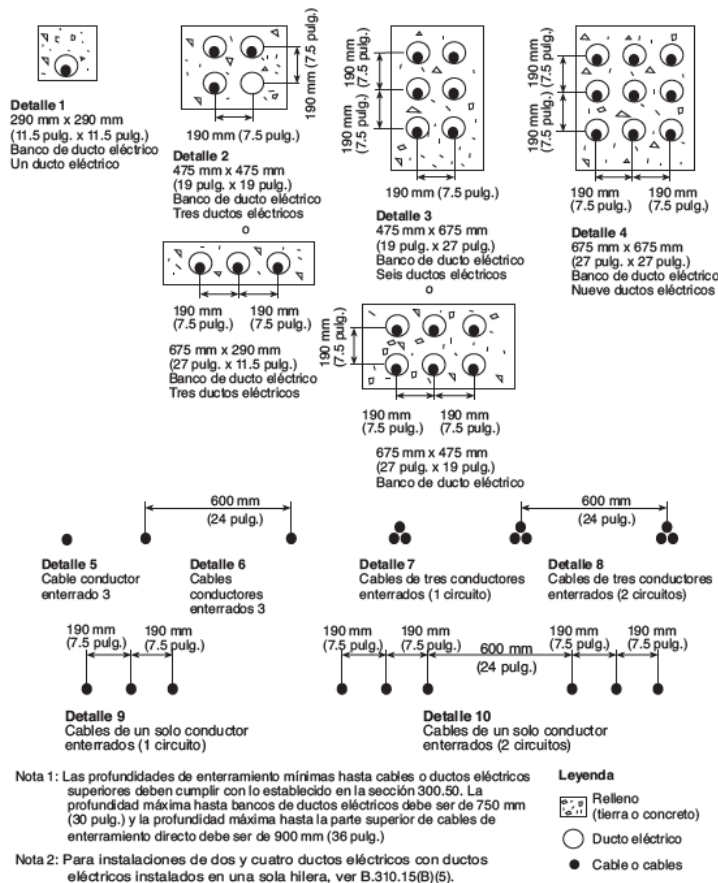 Detalle 1
290 mm x 290 mm
(11.5 pulg. x 11.5 pulg.)
Banco de ducto eléctrico
Un ducto eléctrico
190 mm (7.5 pulg.)
190 mm (7.5 pulg.)
Detalle 2
475 mm x 475 mm
(19 pulg. x 19 pulg.)
Banco de ducto eléctrico
Tres ductos eléctricos
o
190 mm
(7.5 pulg.)
190 mm
(7.5 pulg.)
675 mm x 290 mm
(27 pulg. x 11.5 pulg.)
Banco de ducto eléctrico
Tres ductos eléctricos
190 mm
(7.5 pulg.)
190 mm
(7.5 pulg.)
190 mm (7.5 pulg.)
Detalle 3
475 mm x 675 mm
(19 pulg. x 27 pulg.)
Banco de ducto eléctrico
Seis ductos eléctricos
o
190 mm
(7.5 pulg.)
190 mm
(7.5 pulg.)
190 mm
(7.5 pulg.)
675 mm x 475 mm
(27 pulg. x 19 pulg.)
Banco de ducto eléctrico
190 mm
(7.5 pulg.)
190 mm
(7.5 pulg.)
190 mm
(7.5 pulg.)
190 mm
(7.5 pulg.)
Detalle 4
675 mm x 675 mm
(27 pulg. x 27 pulg.)
Banco de ducto eléctrico
Nueve ductos eléctricos
600 mm
(24 pulg.)
600 mm
(24 pulg.)
Detalle 5
Cable conductor
enterrado 3
Detalle 6
Cables
conductores
enterrados 3
Detalle 7
Cables de tres conductores
enterrados (1 circuito)
Detalle 8
Cables de tres conductores
enterrados (2 circuitos)
190 mm
(7.5 pulg.)
190 mm
(7.5 pulg.)
Detalle 9
Cables de un solo conductor
enterrados (1 circuito)
190 mm
(7.5 pulg.)
190 mm
(7.5 pulg.)
600 mm
(24 pulg.)
190 mm
(7.5 pulg.)
190 mm
(7.5 pulg.)
Detalle 10
Cables de un solo conductor
enterrados (2 circuitos)
Nota 1: Las profundidades de enterramiento mínimas hasta cables o ductos eléctricos
superiores deben cumplir con lo establecido en la sección 300.50. La
profundidad máxima hasta bancos de ductos eléctricos debe ser de 750 mm
(30 pulg.) y la profundidad máxima hasta la parte superior de cables de
enterramiento directo debe ser de 900 mm (36 pulg.)
Nota 2: Para instalaciones de dos y cuatro ductos eléctricos con ductos
eléctricos instalados en una sola hilera, ver B.310.15(B)(5).
Leyenda
Relleno
(tierra o concreto)
Ducto eléctrico
Cable o cables